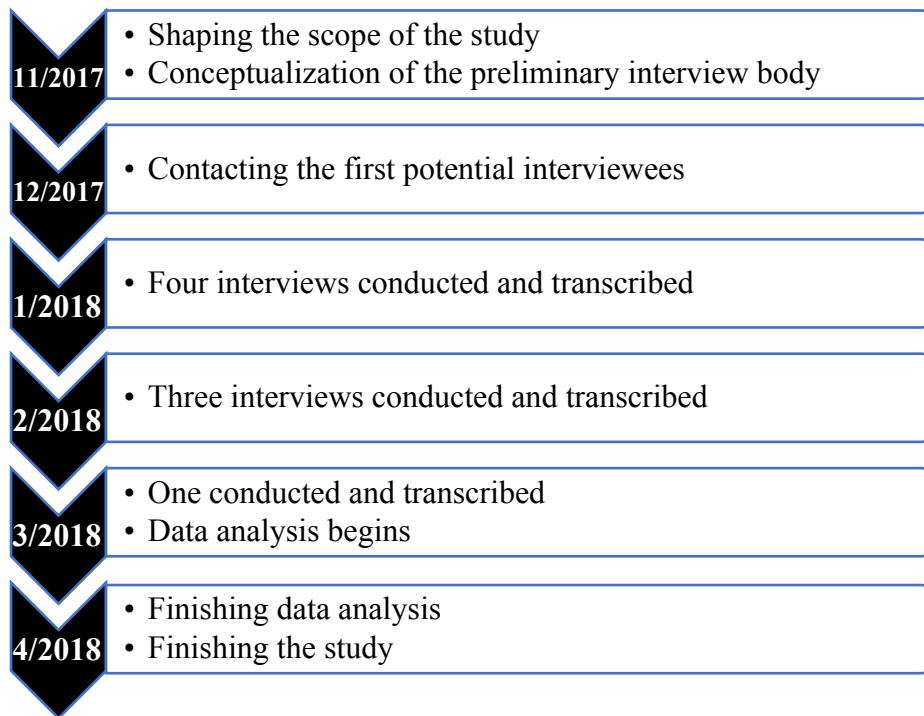 11/2017
• Shaping the scope of the study
• Conceptualization of the preliminary interview body
12/2017
• Contacting the first potential interviewees
1/2018
• Four interviews conducted and transcribed
2/2018
• Three interviews conducted and transcribed
3/2018
• One conducted and transcribed
• Data analysis begins
4/2018
• Finishing data analysis
• Finishing the study